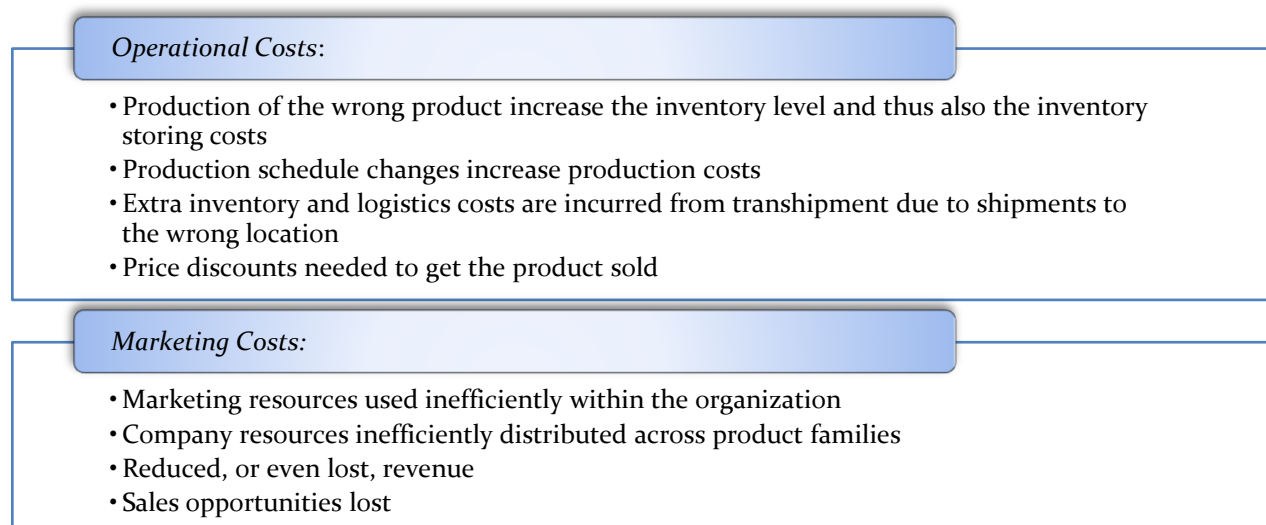 Operational Costs:
• Production of the wrong product increase the inventory level and thus also the inventory
storing costs
• Production schedule changes increase production costs
• Extra inventory and logistics costs are incurred from transhipment due to shipments to
the wrong location
• Price discounts needed to get the product sold
Marketing Costs:
• Marketing resources used inefficiently within the organization
• Company resources inefficiently distributed across product families
• Reduced, or even lost, revenue
• Sales opportunities lost